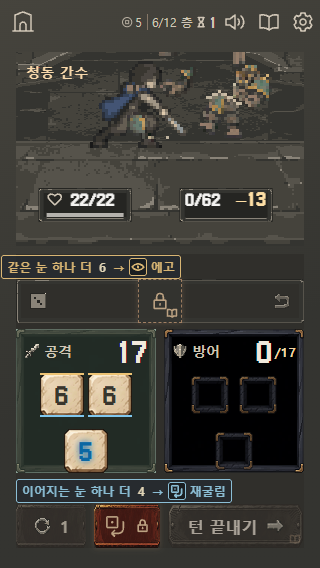 5 6/12 층 1
청동 간수
22/22
0/62 –13
같은 눈 하나 더 6 → 예고
공격 17
방어 0/17
6 6
5
이어지는 눈 하나 더 4 → 재굴림
1
턴 끝내기 →